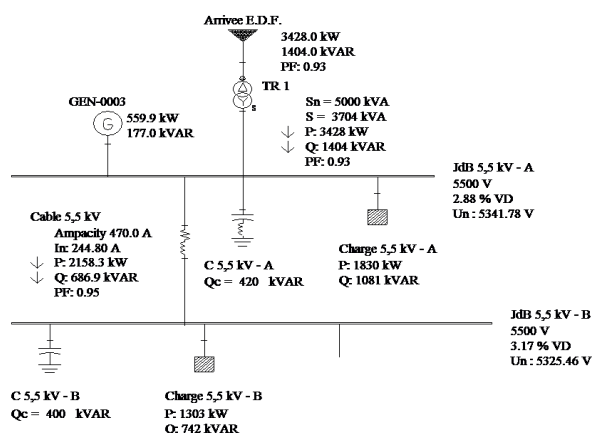 Arrivee E.D.F.
3428.0 kW
1404.0 kVAR
PF: 0.93
TR 1
S
Sn = 5000 kVA
S = 3704 kVA
P: 3428 kW
Q: 1404 kVAR
PF: 0.93
GEN-0003
G
559.9 kW
177.0 kVAR
JdB 5,5 kV - A
5500 V
2.88 % VD
Un : 5341.78 V
Cable 5,5 kV
Ampacity 470.0 A
In: 244.80 A
P: 2158.3 kW
Q: 686.9 kVAR
PF: 0.95
C 5,5 kV - A
Qc = 420 kVAR
Charge 5,5 kV - A
P: 1830 kW
Q: 1081 kVAR
JdB 5,5 kV - B
5500 V
3.17 % VD
Un : 5325.46 V
C 5,5 kV - B
Qc = 400 kVAR
Charge 5,5 kV - B
P: 1303 kW
Q: 742 kVAR